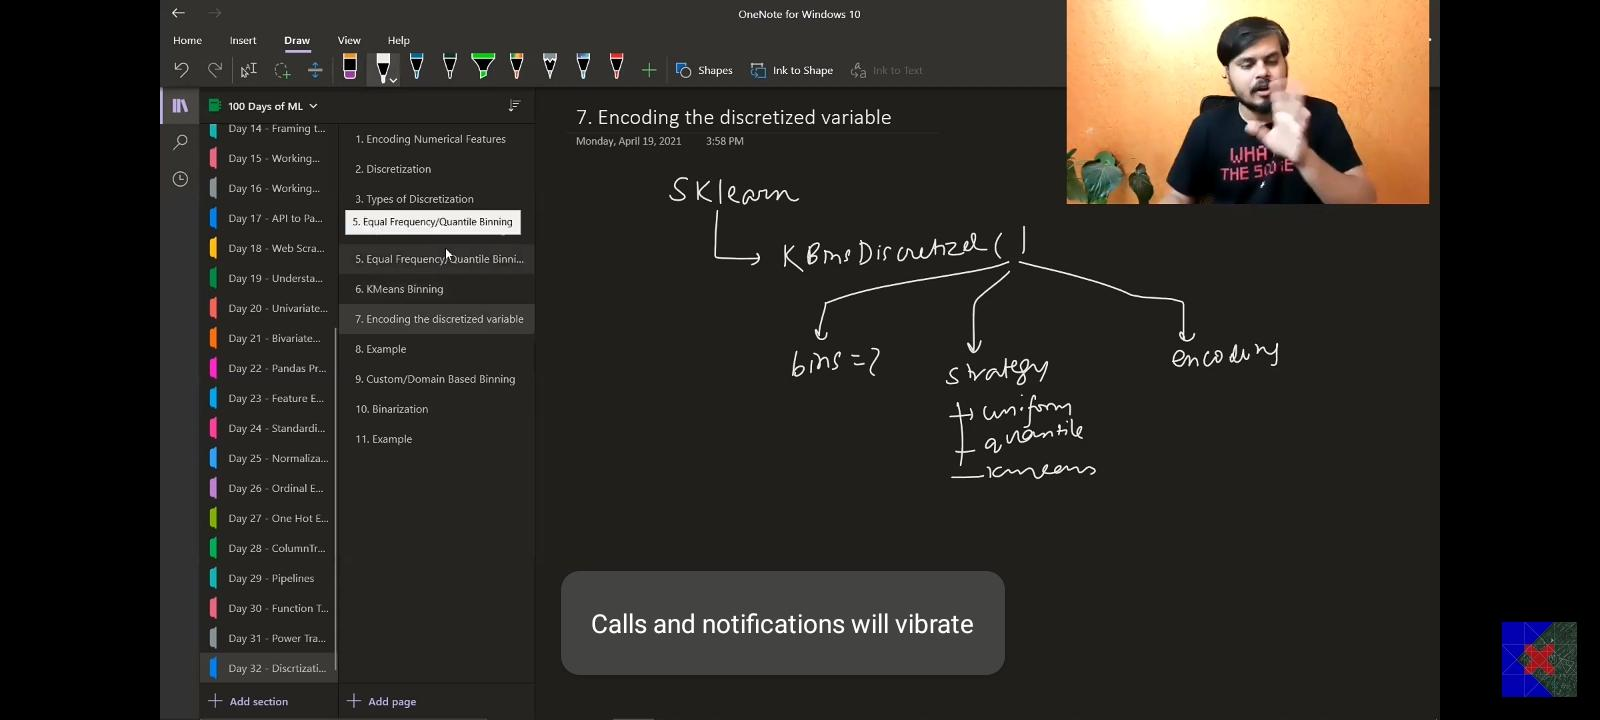 OneNote for Windows 10
Home
Insert
Draw
View
Help
Shapes
Ink to Shape
Ink to Text
100 Days of ML
Day 14 - Framing t...
Day 15 - Working...
Day 16 - Working...
Day 17 - API to Pa...
Day 18 - Web Scra...
Day 19 - Understa...
Day 20 - Univariate...
Day 21 - Bivariate...
Day 22 - Pandas Pr...
Day 23 - Feature E...
Day 24 - Standardi...
Day 25 - Normaliza...
Day 26 - Ordinal E...
Day 27 - One Hot E...
Day 28 - ColumnTr...
Day 29 - Pipelines
Day 30 - Function T...
Day 31 - Power Tra...
Day 32 - Discrtizati...
Add section
1. Encoding Numerical Features
2. Discretization
3. Types of Discretization
5. Equal Frequency/Quantile Binning
5. Equal Frequency/Quantile Binni...
6. KMeans Binning
7. Encoding the discretized variable
8. Example
9. Custom/Domain Based Binning
10. Binarization
11. Example
Add page
7. Encoding the discretized variable
Monday, April 19, 2021
3:58 PM
SKlearn
KBinsDiscretizer()
bins = ?
strategy
encoding
uniform
quantile
kmeans
Calls and notifications will vibrate
THE